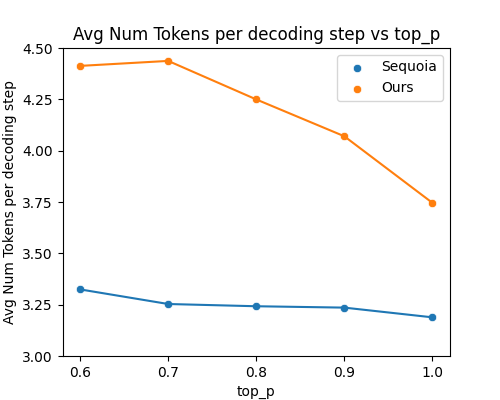 Avg Num Tokens per decoding step vs top_p
Avg Num Tokens per decoding step
4.50
4.25
4.00
3.75
3.50
3.25
3.00
Sequoia
Ours
0.6 0.7 0.8 0.9 1.0
top_p